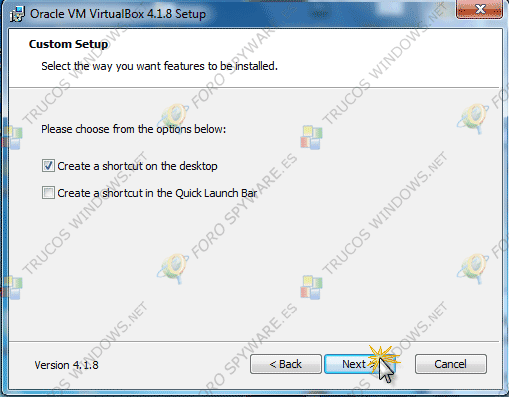 Oracle VM VirtualBox 4.1.8 Setup
Custom Setup
Select the way you want features to be installed.
Please choose from the options below:
Create a shortcut on the desktop
Create a shortcut in the Quick Launch Bar
Version 4.1.8
< Back
Next >
Cancel
TRUCOS WINDOWS.NET
FORO SPYWARE.ES
TRUCOS WINDOWS.NET
FORO SPYWARE.ES
TRUCOS WINDOWS.NET
FORO SPYWARE.ES
TRUCOS WINDOWS.NET
FORO SPYWARE.ES
TRUCOS WINDOWS.NET